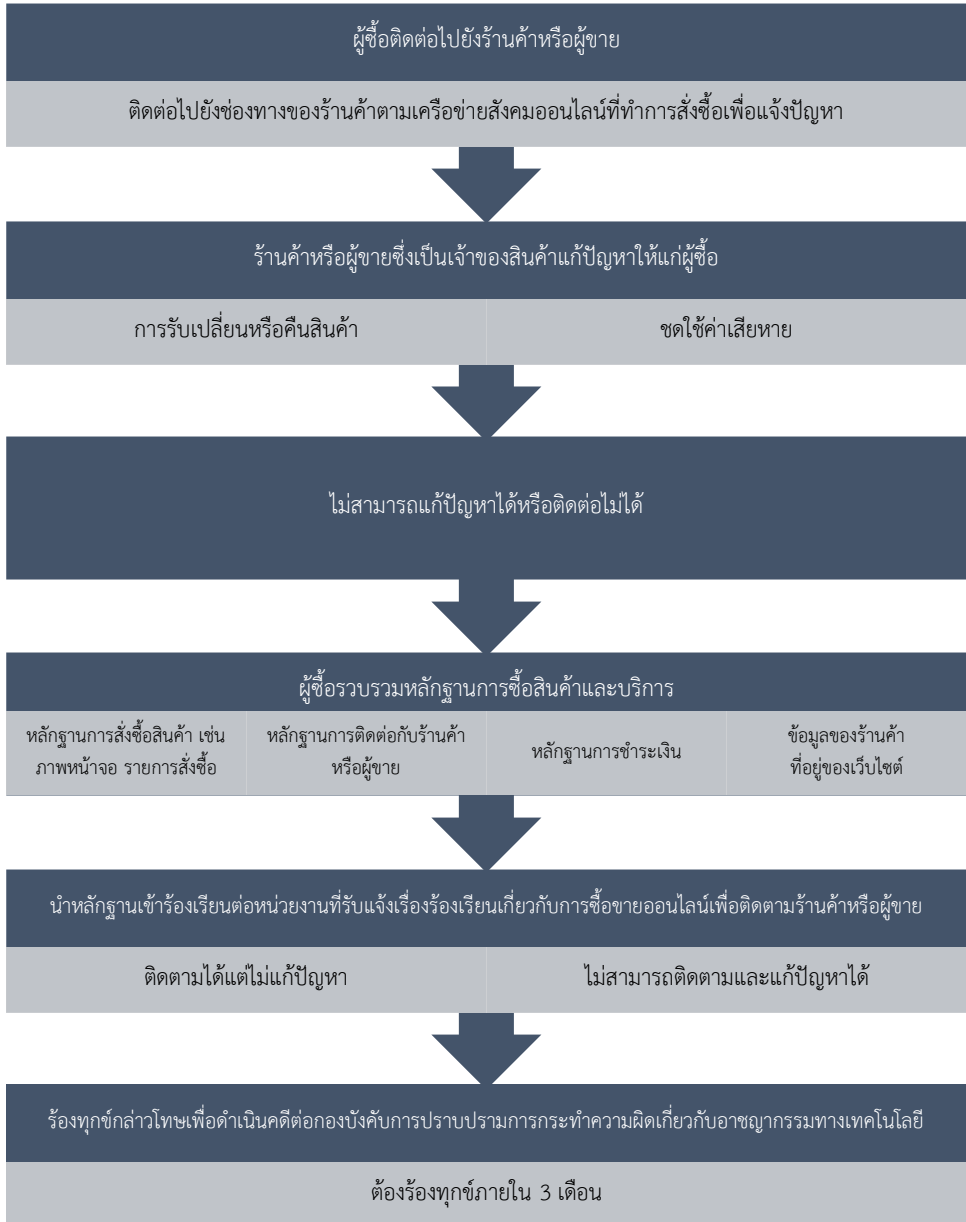 ผู้ซื้อติดต่อไปยังร้านค้าหรือผู้ขาย
ติดต่อไปยังช่องทางของร้านค้าตามเครือข่ายสังคมออนไลน์ที่ทำการสั่งซื้อเพื่อแจ้งปัญหา
ร้านค้าหรือผู้ขายซึ่งเป็นเจ้าของสินค้าแก้ปัญหาให้แก่ผู้ซื้อ
การรับเปลี่ยนหรือคืนสินค้า
ชดใช้ค่าเสียหาย
ไม่สามารถแก้ปัญหาได้หรือติดต่อไม่ได้
ผู้ซื้อรวบรวมหลักฐานการซื้อสินค้าและบริการ
หลักฐานการสั่งซื้อสินค้า เช่น
ภาพหน้าจอ รายการสั่งซื้อ
หลักฐานการติดต่อกับร้านค้า
หรือผู้ขาย
หลักฐานการชำระเงิน
ข้อมูลของร้านค้า
ที่อยู่ของเว็บไซต์
นำหลักฐานเข้าร้องเรียนต่อหน่วยงานที่รับแจ้งเรื่องร้องเรียนเกี่ยวกับการซื้อขายออนไลน์เพื่อติดตามร้านค้าหรือผู้ขาย
ติดตามได้แต่ไม่แก้ปัญหา
ไม่สามารถติดตามและแก้ปัญหาได้
ร้องทุกข์กล่าวโทษเพื่อดำเนินคดีต่อกองบังคับการปราบปรามการกระทำความผิดเกี่ยวกับอาชญากรรมทางเทคโนโลยี
ต้องร้องทุกข์ภายใน 3 เดือน